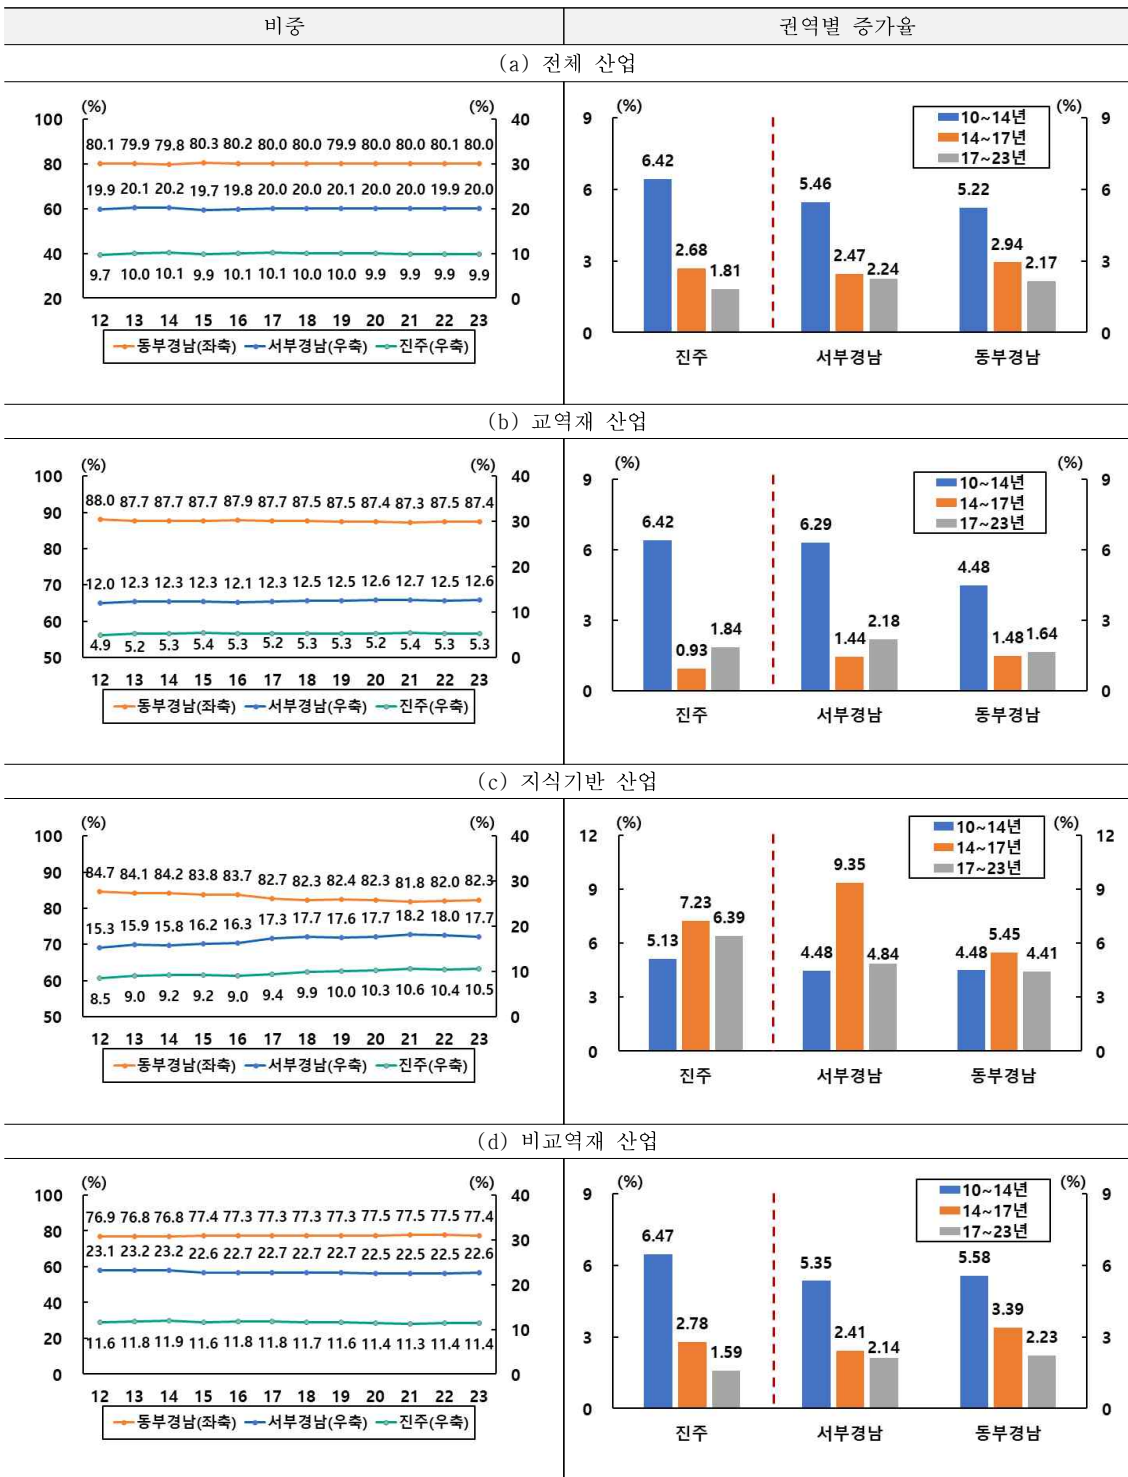 비중 권역별 증가율
(a) 전체 산업
(%) (%)
100 40
80.1 79.9 79.8 80.3 80.2 80.0 80.0 79.9 80.0 80.0 80.1 80.0
80 30
19.9 20.1 20.2 19.7 19.8 20.0 20.0 20.1 20.0 20.0 19.9 20.0
60 20
40 10
9.7 10.0 10.1 9.9 10.1 10.1 10.0 10.0 9.9 9.9 9.9 9.9
20 0
12 13 14 15 16 17 18 19 20 21 22 23
동부경남(좌축) 서부경남(우축) 진주(우축)
(%) (%)
10~14년
14~17년
17~23년
9 9
6.42 5.46 5.22
6 6
2.68 2.47 2.94
1.81 2.24 2.17
3 3
0 0
진주 서부경남 동부경남
(b) 교역재 산업
(%) (%)
100 40
88.0 87.7 87.7 87.7 87.9 87.7 87.5 87.5 87.4 87.3 87.5 87.4
90 30
80 20
70
12.0 12.3 12.3 12.3 12.1 12.3 12.5 12.5 12.6 12.7 12.5 12.6
60 10
4.9 5.2 5.3 5.4 5.3 5.2 5.3 5.3 5.2 5.4 5.3 5.3
50 0
12 13 14 15 16 17 18 19 20 21 22 23
동부경남(좌축) 서부경남(우축) 진주(우축)
(%) (%)
10~14년
14~17년
17~23년
9 9
6.42 6.29 4.48
6 6
0.93 1.44 1.48
1.84 2.18 1.64
3 3
0 0
진주 서부경남 동부경남
(c) 지식기반 산업
(%) (%)
100 40
90 30
84.7 84.1 84.2 83.8 83.7 82.7 82.3 82.4 82.3 81.8 82.0 82.3
80 20
15.3 15.9 15.8 16.2 16.3 17.3 17.7 17.6 17.7 18.2 18.0 17.7
70
60 10
8.5 9.0 9.2 9.2 9.0 9.4 9.9 10.0 10.3 10.6 10.4 10.5
50 0
12 13 14 15 16 17 18 19 20 21 22 23
동부경남(좌축) 서부경남(우축) 진주(우축)
(%) (%)
10~14년
14~17년
17~23년
12 12
9 9
5.13 4.48 4.48
7.23 9.35 5.45
6.39 4.84 4.41
6 6
3 3
0 0
진주 서부경남 동부경남
(d) 비교역재 산업
(%) (%)
100 40
76.9 76.8 76.8 77.4 77.3 77.3 77.3 77.3 77.5 77.5 77.5 77.4
80 30
23.1 23.2 23.2 22.6 22.7 22.7 22.7 22.7 22.5 22.5 22.5 22.6
60 20
40
20 10
11.6 11.8 11.9 11.6 11.8 11.8 11.7 11.6 11.4 11.3 11.4 11.4
0 0
12 13 14 15 16 17 18 19 20 21 22 23
동부경남(좌축) 서부경남(우축) 진주(우축)
(%) (%)
10~14년
14~17년
17~23년
9 9
6.47 5.35 5.58
6 6
2.78 2.41 3.39
1.59 2.14 2.23
3 3
0 0
진주 서부경남 동부경남